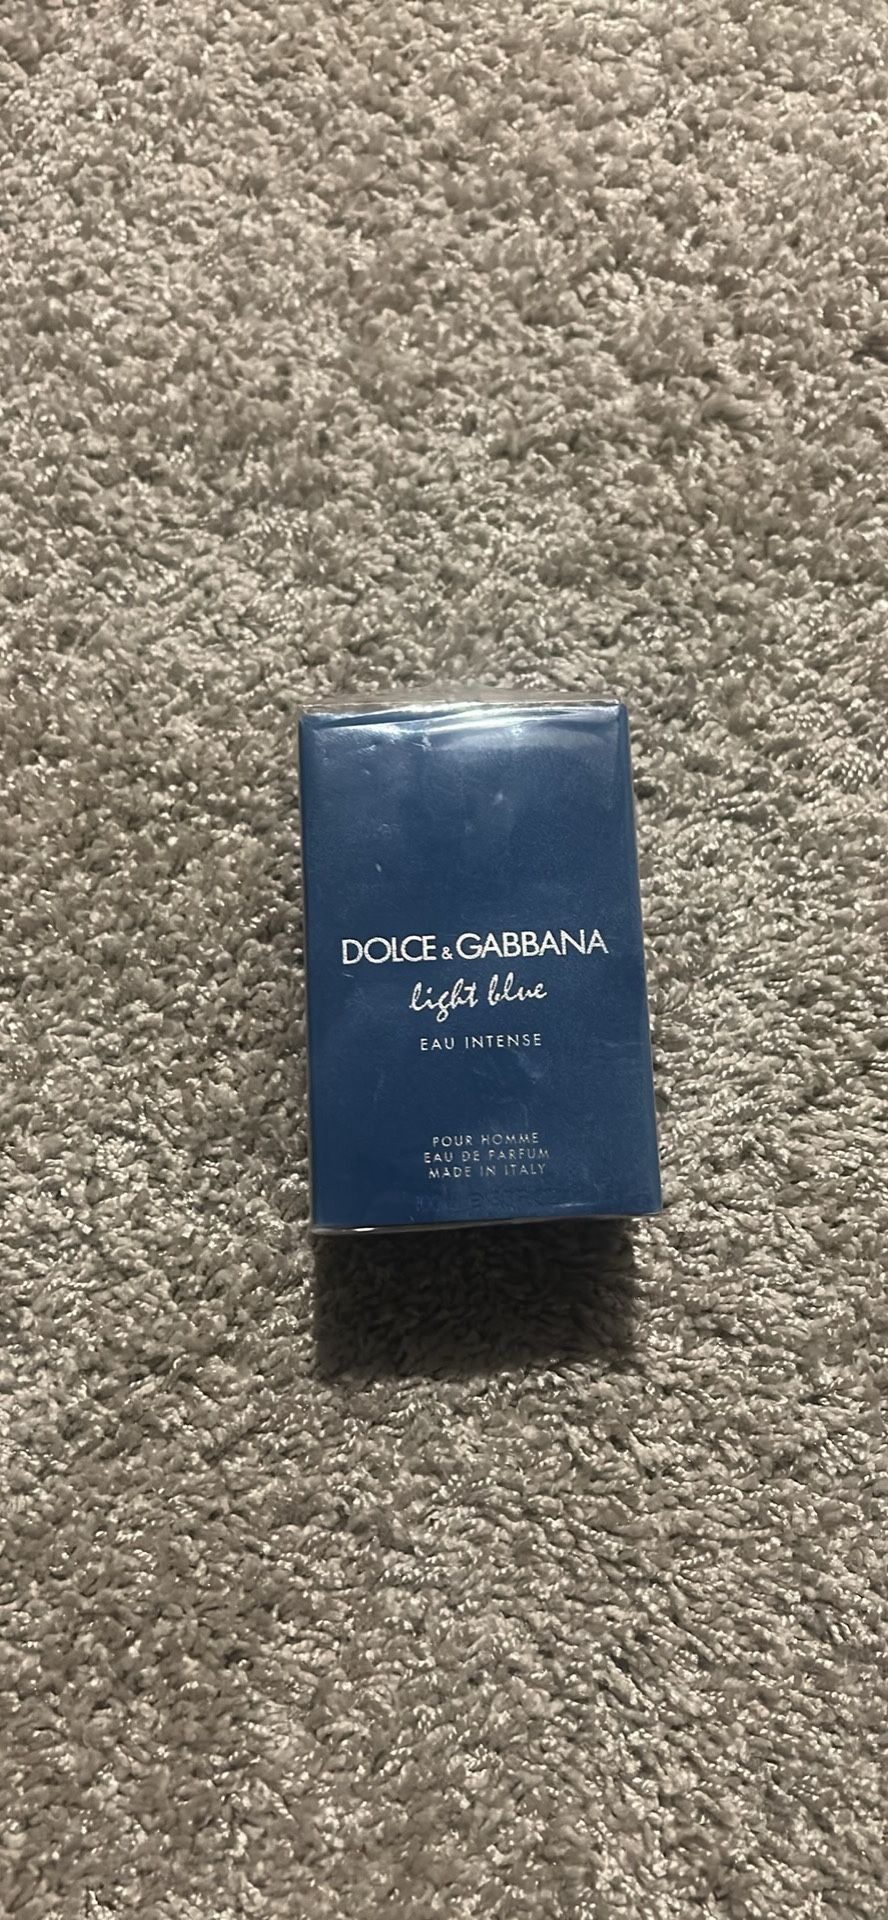 DOLCE & GABBANA
light blue
EAU INTENSE
POUR HOMME
EAU DE PARFUM
MADE IN ITALY